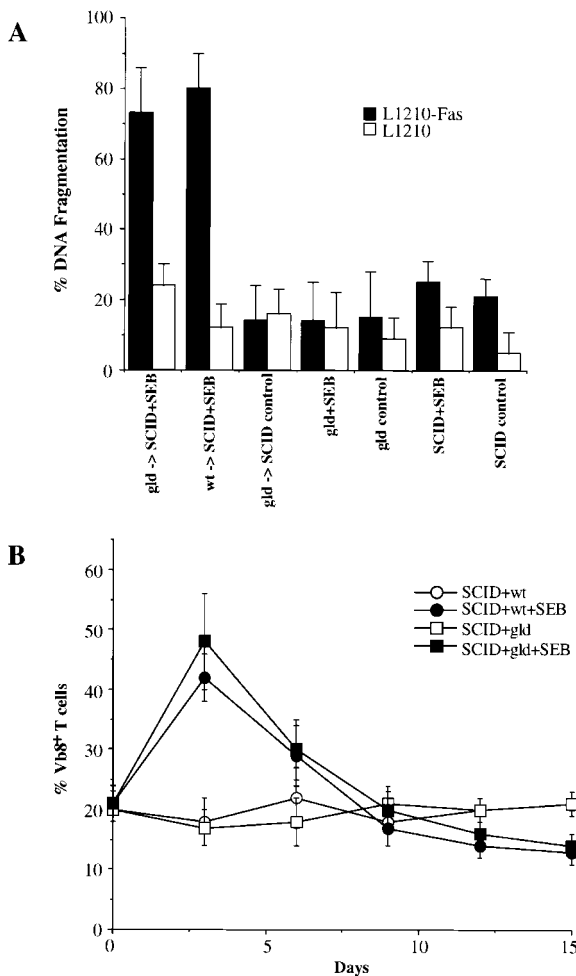 A
100
80
60
40
20
0
% DNA Fragmentation
L1210-Fas
L1210
gld -> SCID+SEB
wt -> SCID+SEB
gld -> SCID control
gld+SEB
gld control
SCID+SEB
SCID control
B
60
50
40
30
20
10
0
% Vb8+ T cells
SCID+wt
SCID+wt+SEB
SCID+gld
SCID+gld+SEB
0
5
10
15
Days